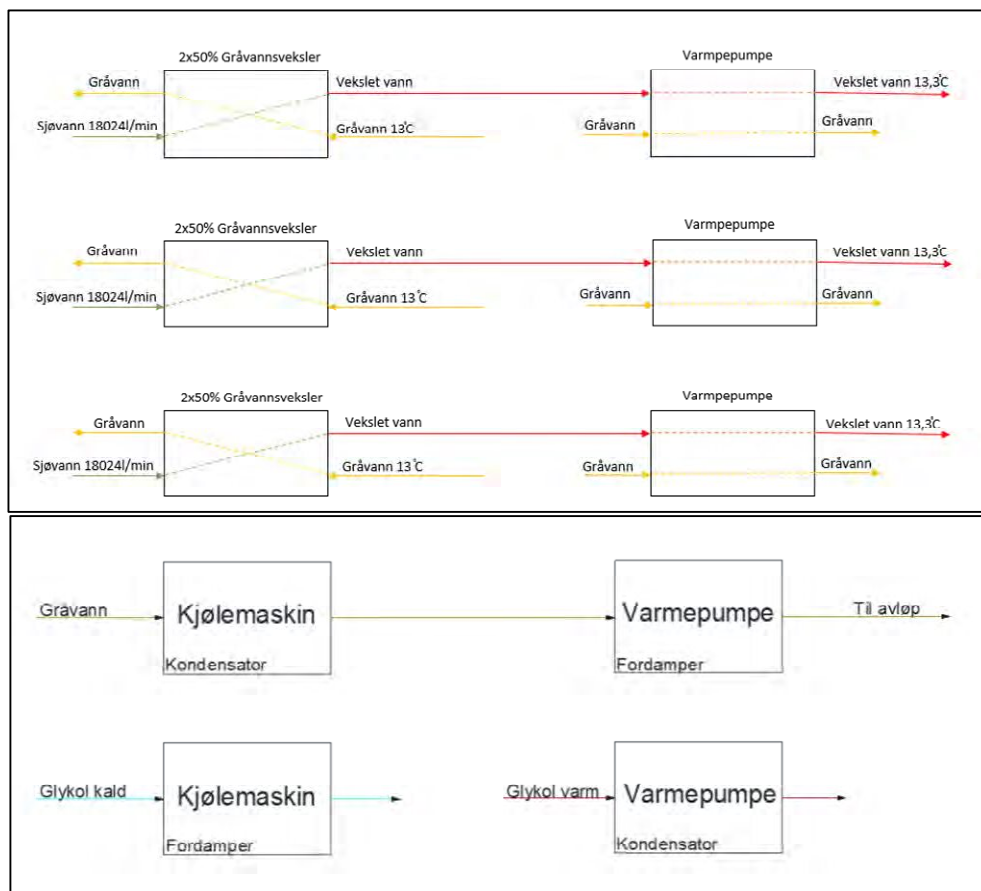 2x50% Gråvannsveksler
Varmpepumpe
Gråvann
Vekslet vann
Vekslet vann 13,3°C
Sjøvann 18024l/min
Gråvann 13°C
Gråvann
Gråvann
2x50% Gråvannsveksler
Varmpepumpe
Gråvann
Vekslet vann
Vekslet vann 13,3°C
Sjøvann 18024l/min
Gråvann 13°C
Gråvann
Gråvann
2x50% Gråvannsveksler
Varmpepumpe
Gråvann
Vekslet vann
Vekslet vann 13,3°C
Sjøvann 18024l/min
Gråvann 13°C
Gråvann
Gråvann
Gråvann
Kjølemaskin
Kondensator
Varmepumpe
Fordamper
Til avløp
Glykol kald
Kjølemaskin
Fordamper
Glykol varm
Varmepumpe
Kondensator